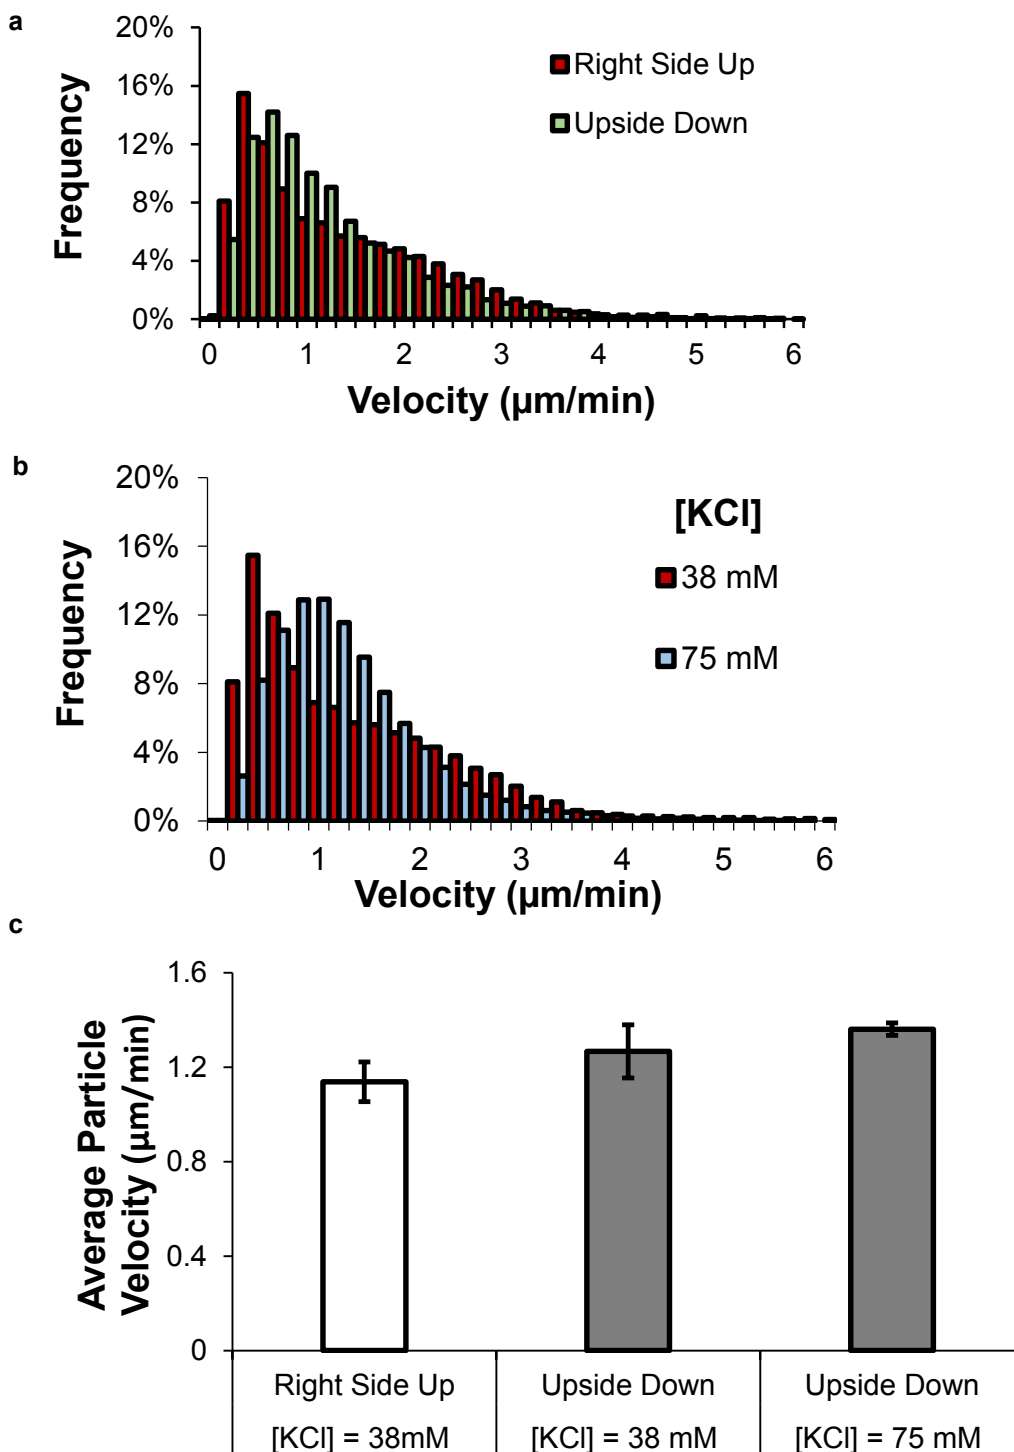 a
20%
16%
12%
8%
4%
0%
Frequency
Right Side Up
Upside Down
0 1 2 3 4 5 6
Velocity (µm/min)
b
20%
16%
12%
8%
4%
0%
Frequency
[KCl]
38 mM
75 mM
0 1 2 3 4 5 6
Velocity (µm/min)
c
1.6
1.2
0.8
0.4
0
Average Particle
Velocity (µm/min)
Right Side Up Upside Down Upside Down
[KCl] = 38mM [KCl] = 38 mM [KCl] = 75 mM